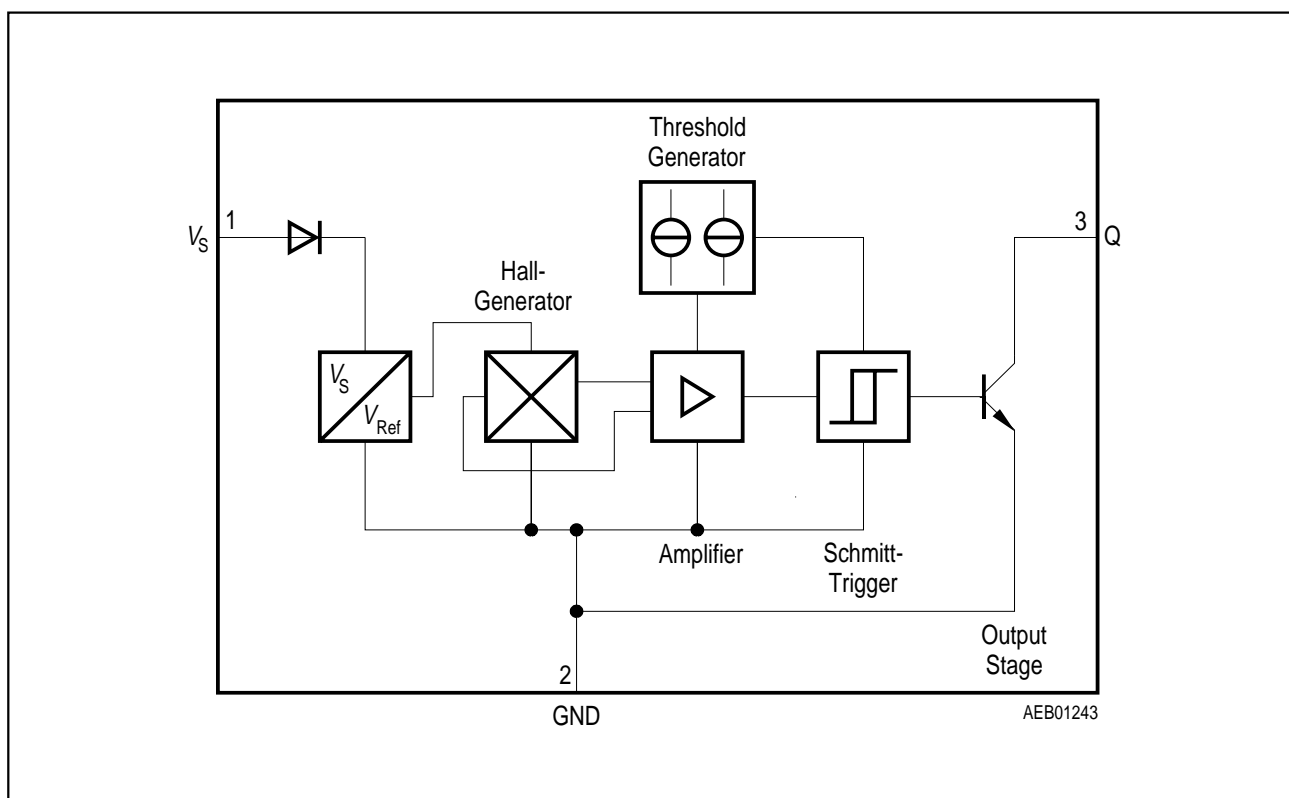 Threshold
Generator
1
V_S
3
Q
Hall-
Generator
V_S
V_Ref
Amplifier
Schmitt-
Trigger
Output
Stage
2
GND
AEB01243